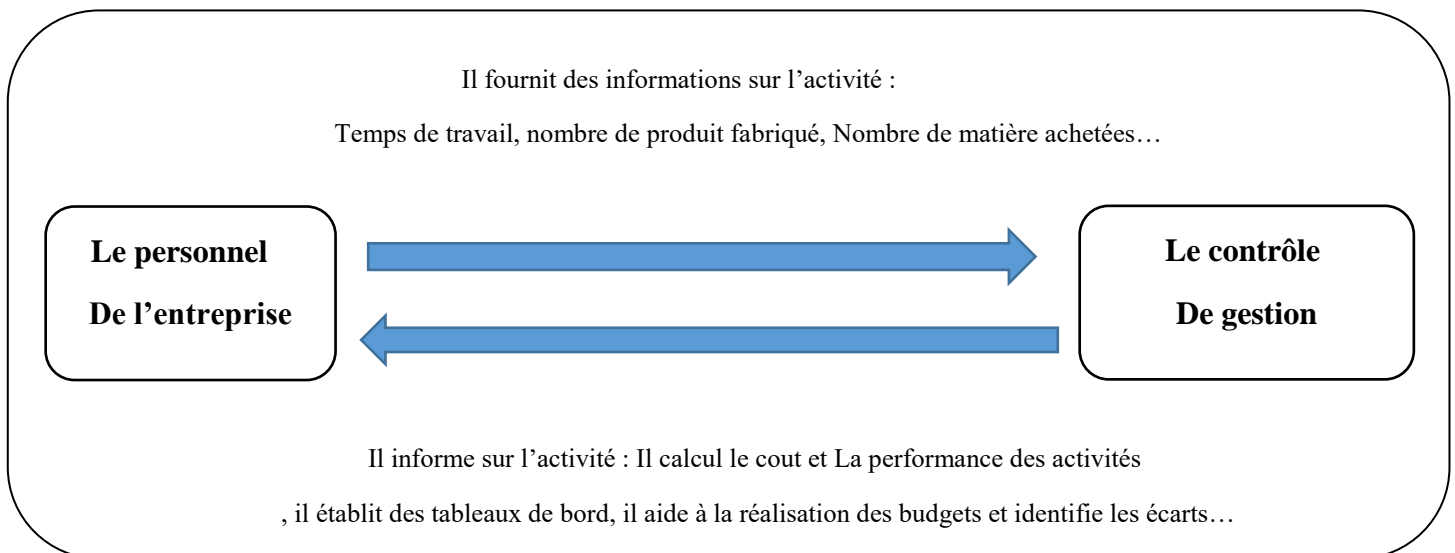 Il fournit des informations sur l’activité :
Temps de travail, nombre de produit fabriqué, Nombre de matière achetées…
Le personnel
De l’entreprise
Le contrôle
De gestion
Il informe sur l’activité : Il calcul le cout et La performance des activités
, il établit des tableaux de bord, il aide à la réalisation des budgets et identifie les écarts…